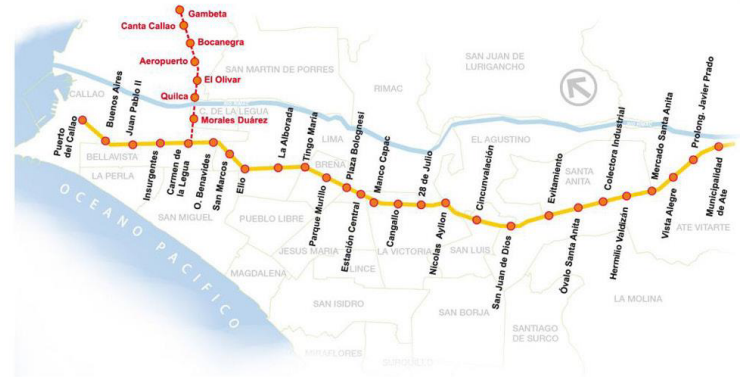 Gambeta
Canta Callao
Bocanegra
Aeropuerto
El Olivar
Quilca
Morales Duárez
SAN MARTIN DE PORRES
RIMAC
SAN JUAN DE
LURIGANCHO
CALLAO
C. DE LA LEGUA
LIMA
EL AGUSTINO
BELLAVISTA
LA PERLA
BREÑA
SANTA
ANITA
SAN MIGUEL
PUEBLO LIBRE
JESUS MARIA
LA VICTORIA
SAN LUIS
ATE VITARTE
LINCE
MAGDALENA
SAN ISIDRO
SAN BORJA
LA MOLINA
SANTIAGO
DE SURCO
MIRAFLORES
SURQUILLO
OCEANO PACIFICO
Puerto
del Callao
Buenos Aires
Juan Pablo II
Insurgentes
Carmen de
la Legua
O. Benavides
San Marcos
Elio
La Alborada
Tingo María
Parque Murillo
Plaza Bolognesi
Estación Central
Manco Capac
Cangallo
28 de Julio
Nicolas Ayllon
Cincunvalación
San Juan de Dios
Evitamiento
Óvalo Santa Anita
Colectora Industrial
Hermilio Valdizán
Mercado Santa Anita
Vista Alegre
Prolong. Javier Prado
Municipalidad
de Ate